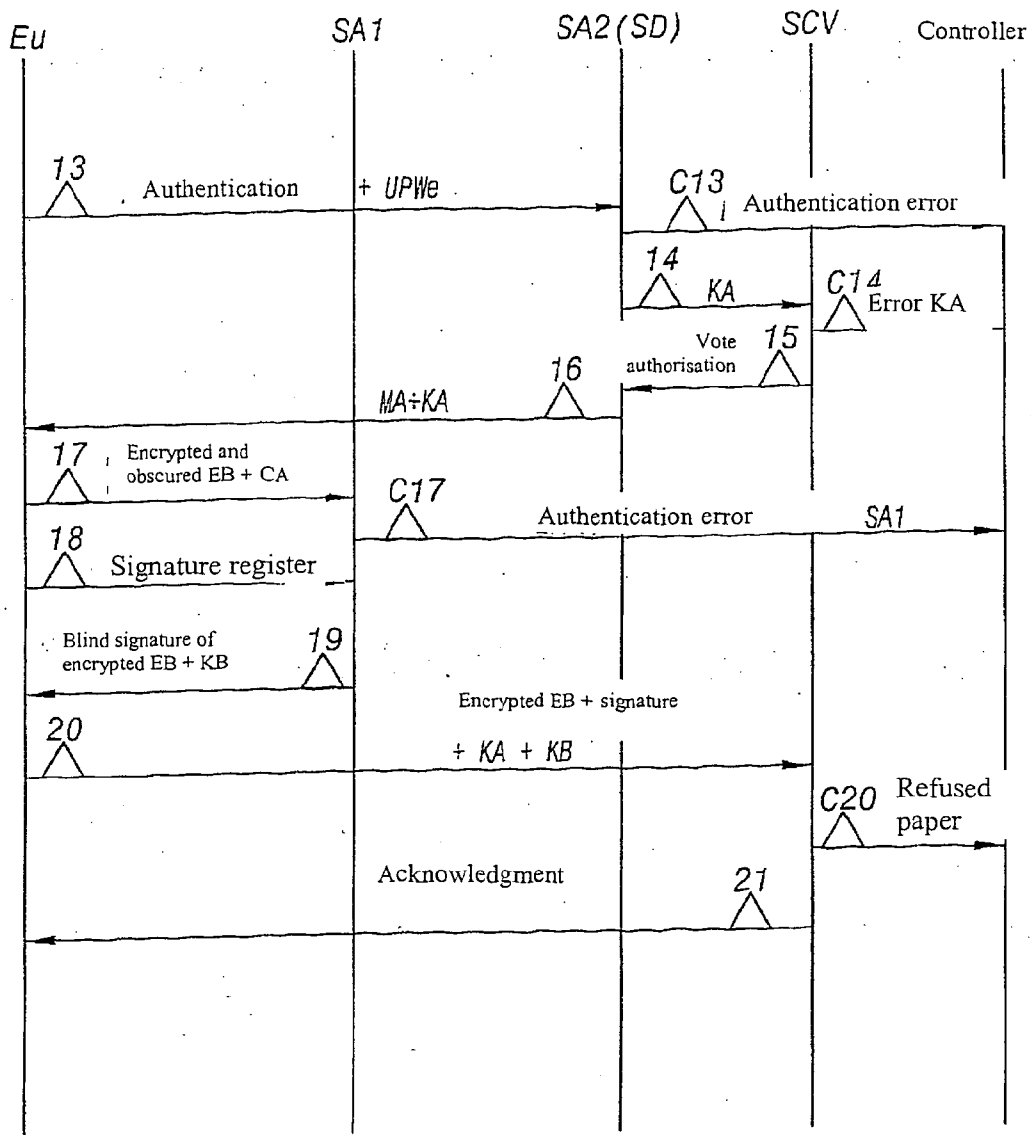 Eu SA1 SA2(SD) SCV Controller
13 Authentication + UPWe
C13 Authentication error
14 KA
C14 Error KA
Vote
authorisation
15
16
MA÷KA
17 Encrypted and
obscured EB + CA
C17 Authentication error SA1
18 Signature register
Blind signature of
encrypted EB + KB
19
Encrypted EB + signature
20 ÷ KA + KB
C20 Refused
paper
Acknowledgment 21